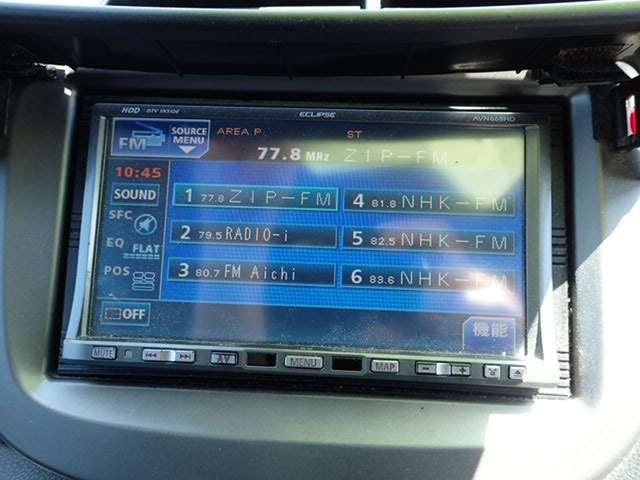 HDD DTV INSIDE ECLIPSE AVN668HD
FM SOURCE MENU AREA.P. ST
77.8 MHz ZIP-FM
10:45
SOUND 1 77.8 ZIP-FM 4 81.8 NHK-FM
SFC
2 79.5 RADIO-i 5 82.5 NHK-FM
EQ FLAT
POS 3 80.7 FM Aichi 6 83.6 NHK-FM
OFF
機能
MUTE AV MENU MAP - +